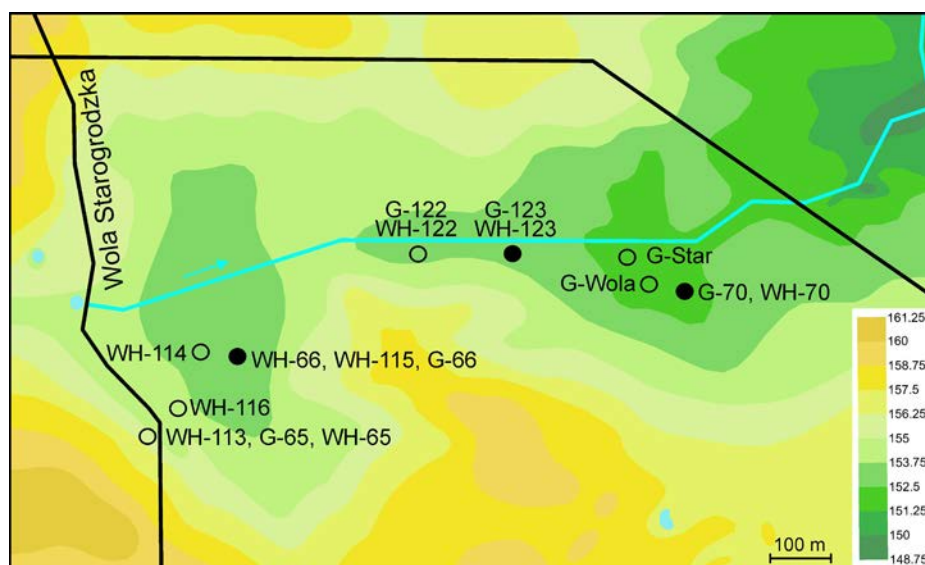 Wola Starogrodzka
G-122
WH-122
G-123
WH-123
G-Star
G-Wola
G-70, WH-70
WH-114
WH-66, WH-115, G-66
WH-116
WH-113, G-65, WH-65
161.25
160
158.75
157.5
156.25
155
153.75
152.5
151.25
150
148.75
100 m